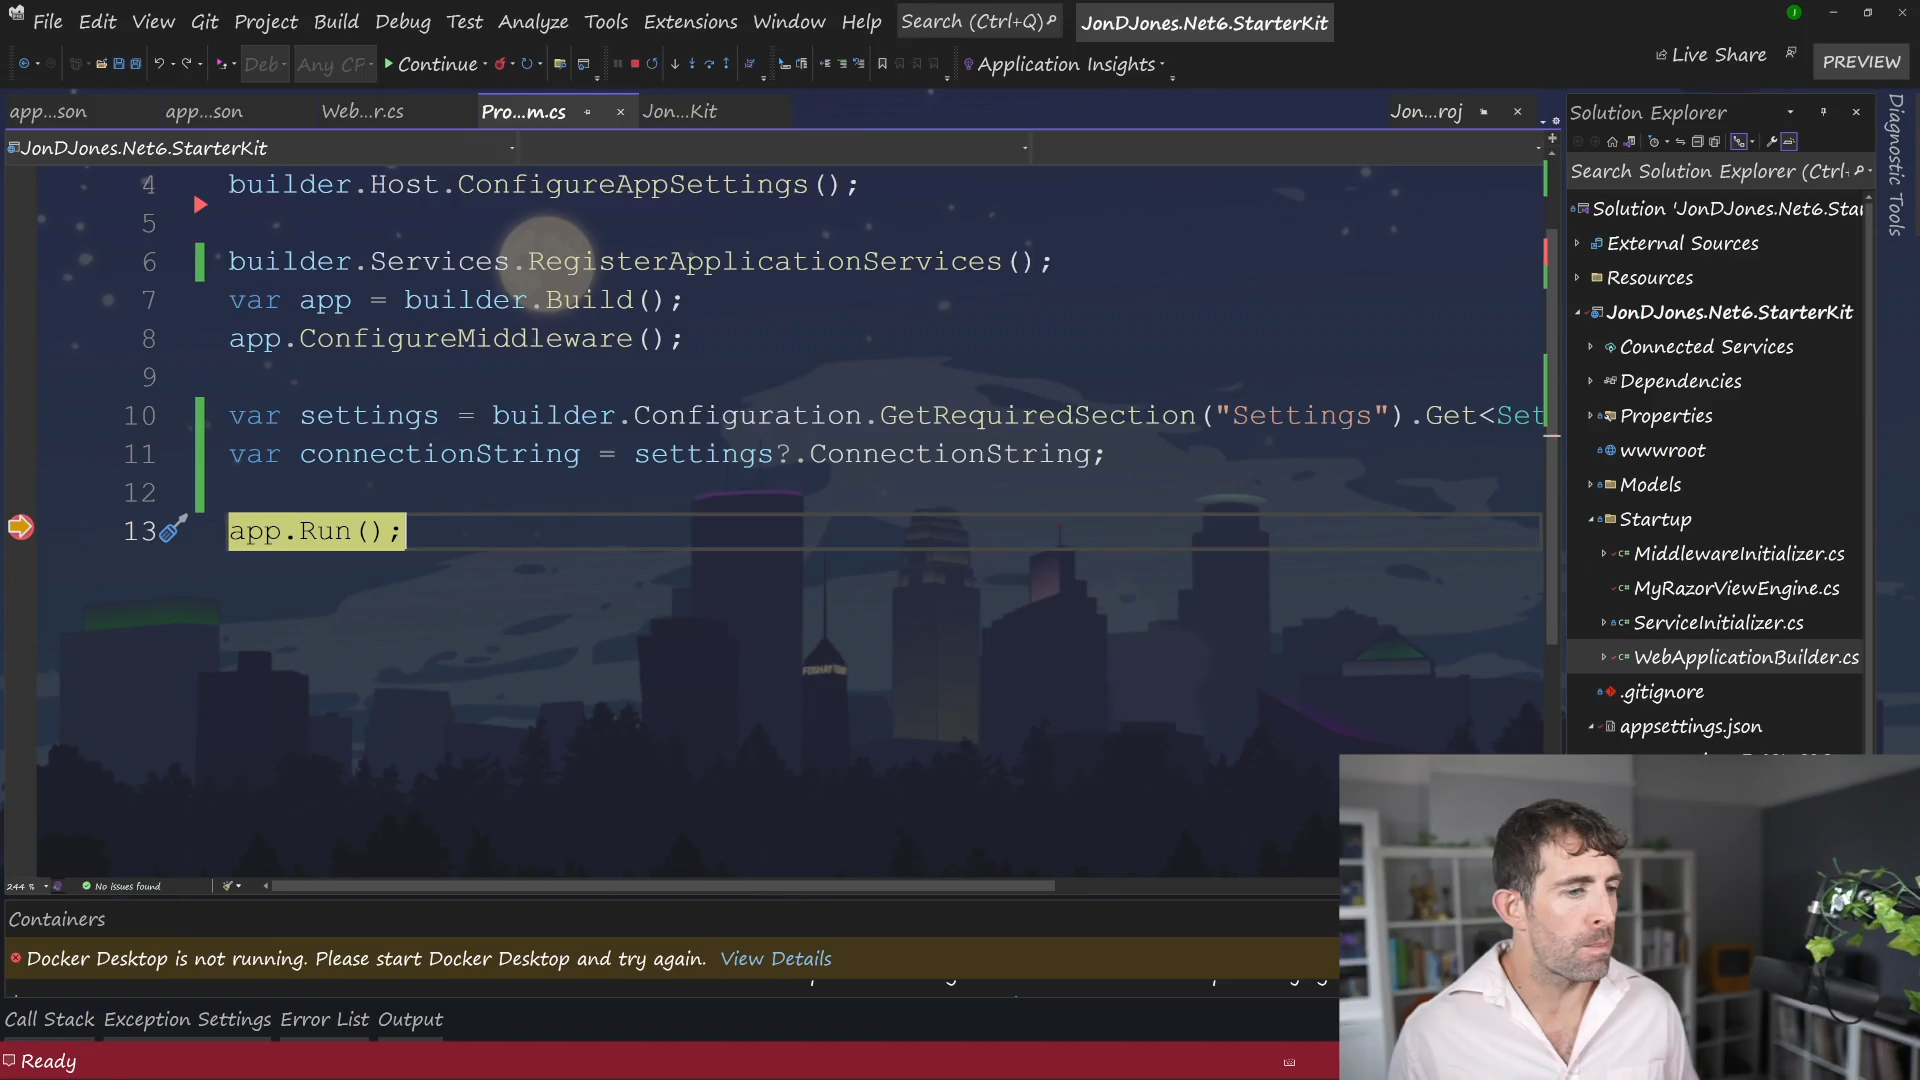 File Edit View Git Project Build Debug Test Analyze Tools Extensions Window Help Search (Ctrl+Q) JonDJones.Net6.StarterKit
Deb Any CP Continue Application Insights Live Share PREVIEW
app...son app...son Web...r.cs Pro...m.cs Jon...Kit Jon...roj
JonDJones.Net6.StarterKit
4 builder.Host.ConfigureAppSettings();
5
6 builder.Services.RegisterApplicationServices();
7 var app = builder.Build();
8 app.ConfigureMiddleware();
9
10 var settings = builder.Configuration.GetRequiredSection("Settings").Get<Set
11 var connectionString = settings?.ConnectionString;
12
13 app.Run();
FOSHAY TOW
244 % No issues found
Containers
Docker Desktop is not running. Please start Docker Desktop and try again. View Details
Call Stack Exception Settings Error List Output
Ready
Solution Explorer
Search Solution Explorer (Ctrl+
Solution 'JonDJones.Net6.Star
External Sources
Resources
JonDJones.Net6.StarterKit
Connected Services
Dependencies
Properties
wwwroot
Models
Startup
MiddlewareInitializer.cs
MyRazorViewEngine.cs
ServiceInitializer.cs
WebApplicationBuilder.cs
.gitignore
appsettings.json
Diagnostic Tools